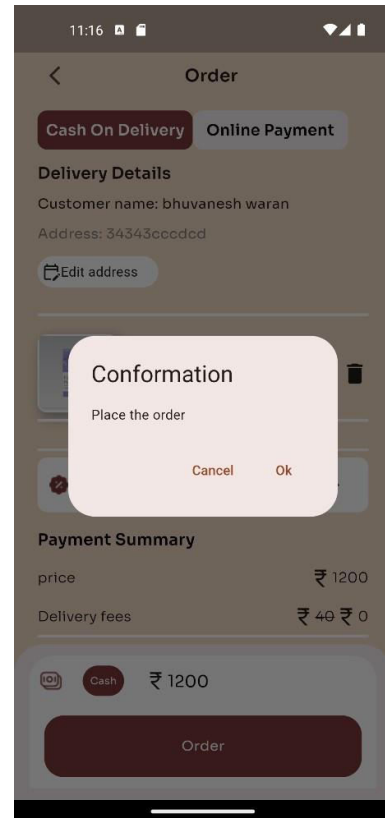 11:16
Order
Cash On Delivery Online Payment
Delivery Details
Customer name: bhuvanesh waran
Address: 34343cccdcd
Edit address
Conformation
Place the order
Cancel Ok
Payment Summary
price ₹ 1200
Delivery fees ₹ 40 ₹ 0
Cash ₹ 1200
Order